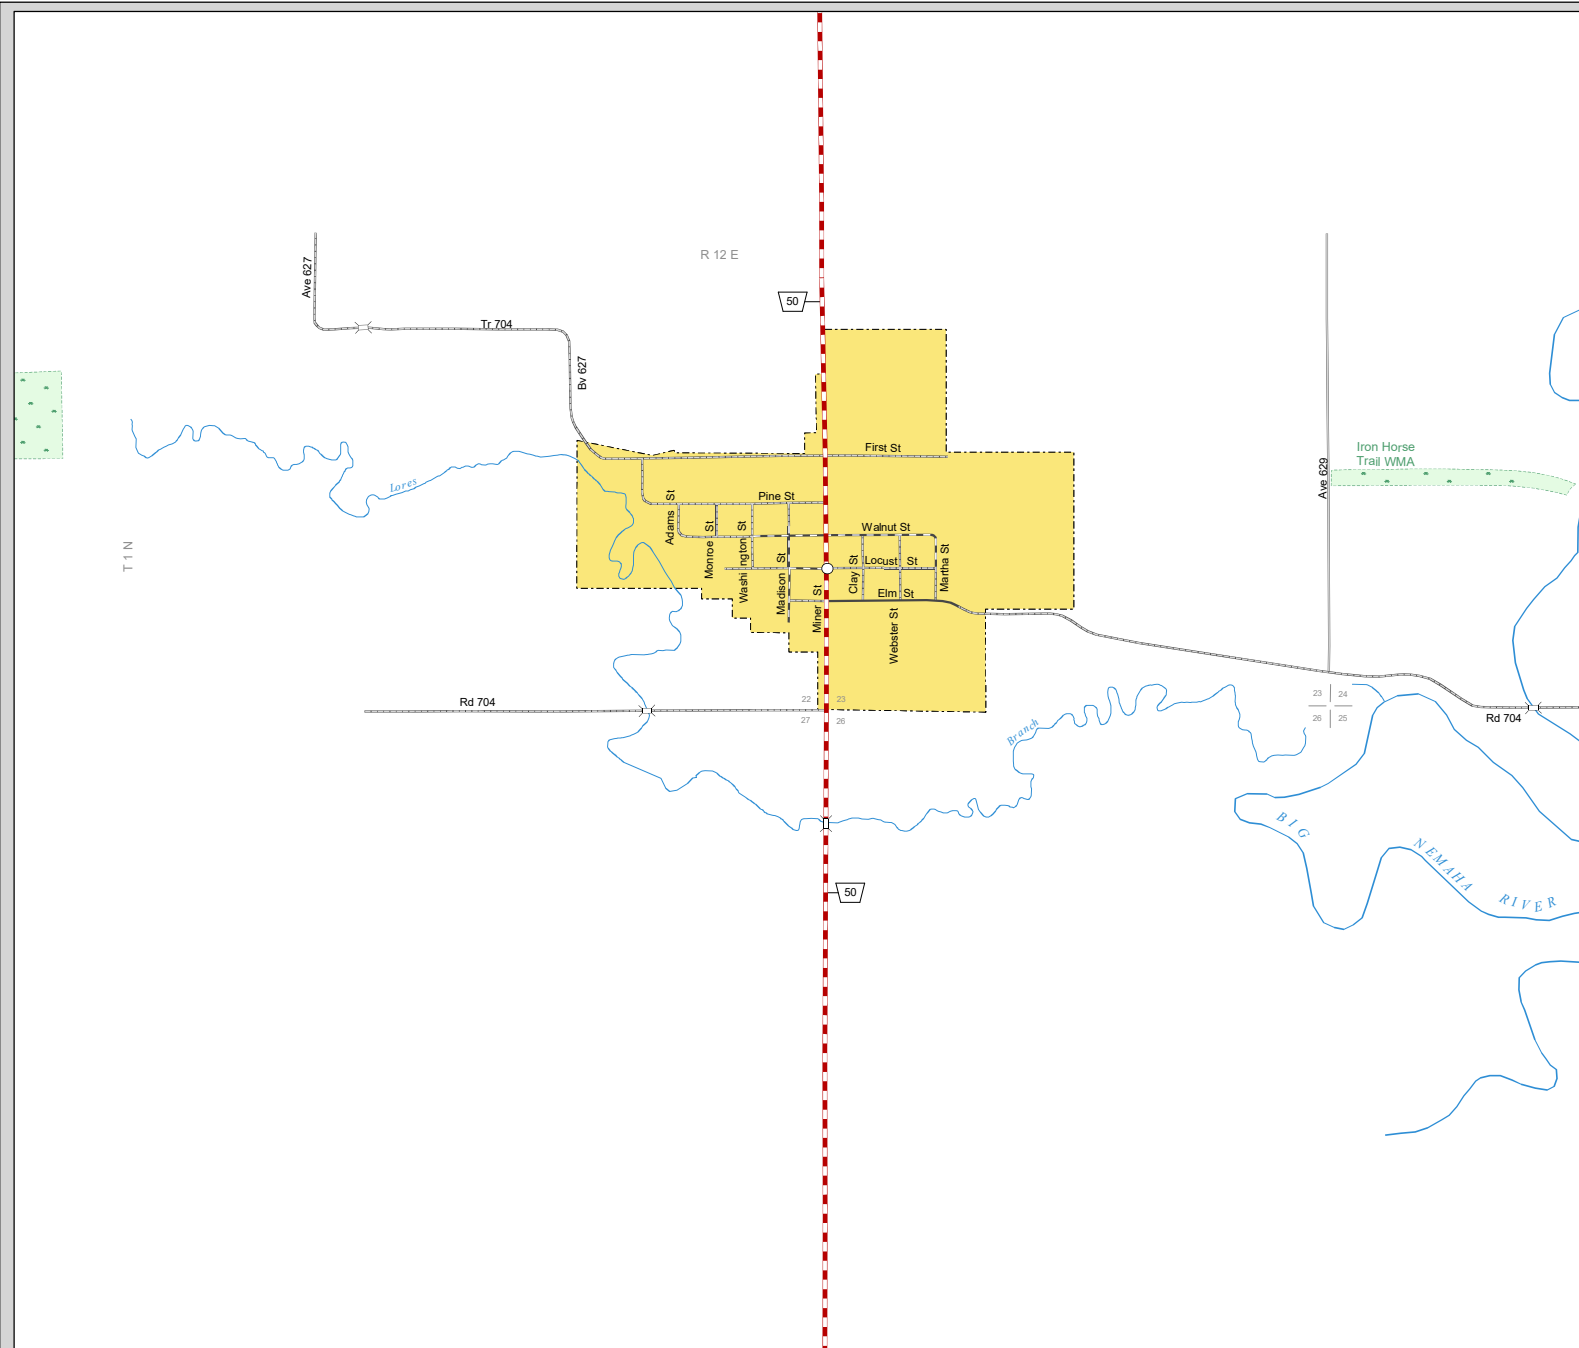 R 12 E
Ave 627
50
Tr 704
Bv 627
First St
Iron Horse
Trail WMA
Ave 629
Lores
Adams St
Pine St
Walnut St
Monroe St
Washington St
Madison St
Miner St
Clay St
Locust St
Martha St
Elm St
Webster St
T 1 N
Rd 704
22 23
27 26
23 24
26 25
Rd 704
Branch
BIG
NEMAHA
RIVER
50